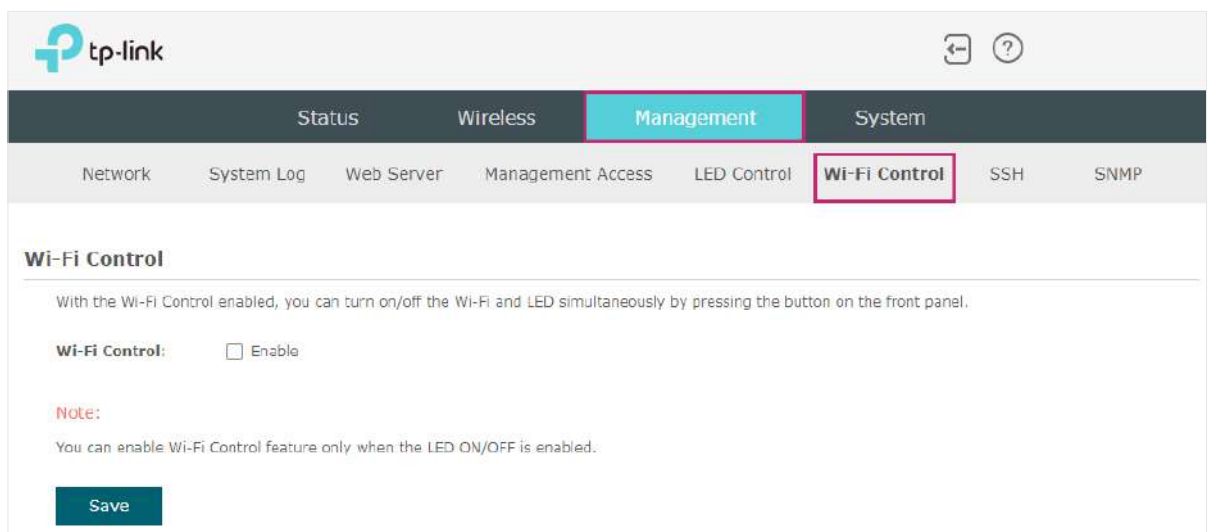 tp-link
Status Wireless Management System
Network System Log Web Server Management Access LED Control Wi-Fi Control SSH SNMP
Wi-Fi Control
With the Wi-Fi Control enabled, you can turn on/off the Wi-Fi and LED simultaneously by pressing the button on the front panel.
Wi-Fi Control: Enable
Note:
You can enable Wi-Fi Control feature only when the LED ON/OFF is enabled.
Save